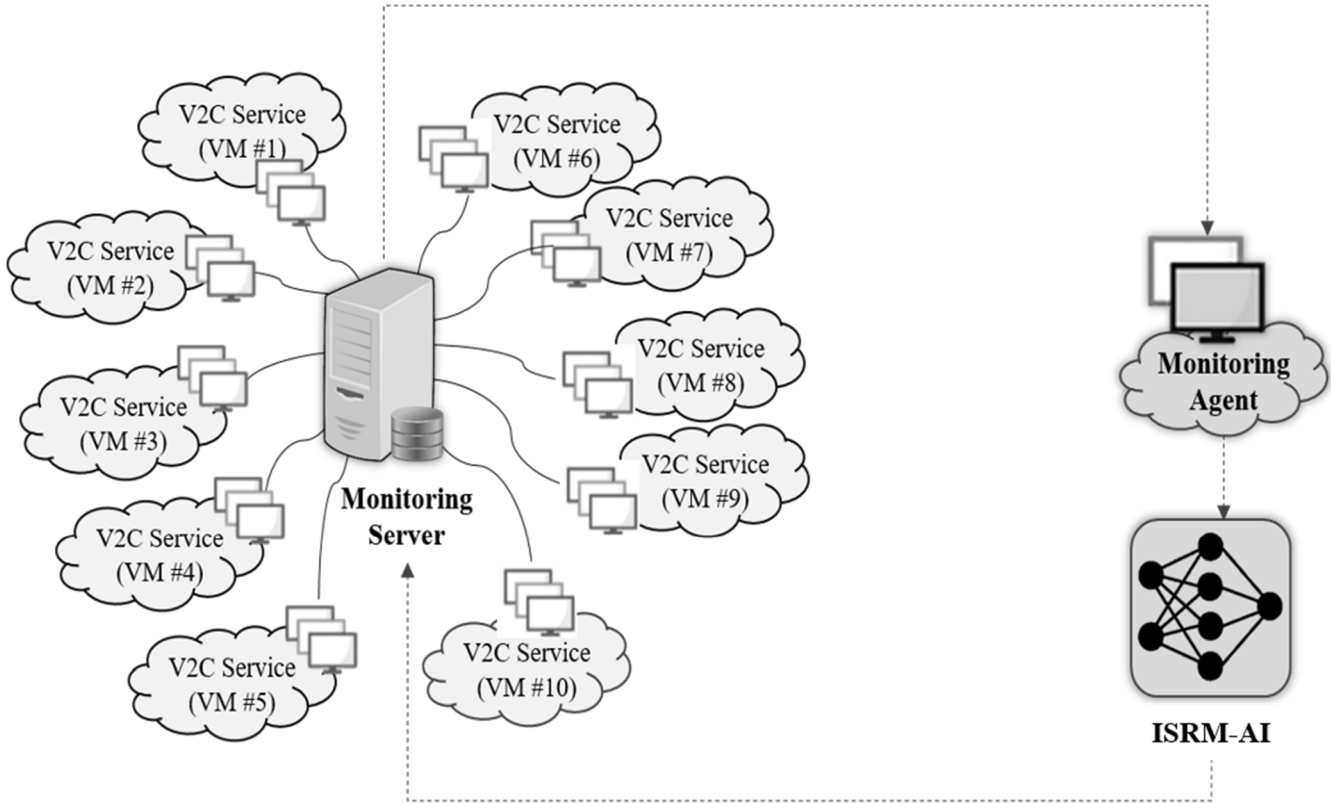 V2C Service
(VM #1)
V2C Service
(VM #2)
V2C Service
(VM #3)
V2C Service
(VM #4)
V2C Service
(VM #5)
V2C Service
(VM #6)
V2C Service
(VM #7)
V2C Service
(VM #8)
V2C Service
(VM #9)
V2C Service
(VM #10)
Monitoring
Server
Monitoring
Agent
ISRM-AI